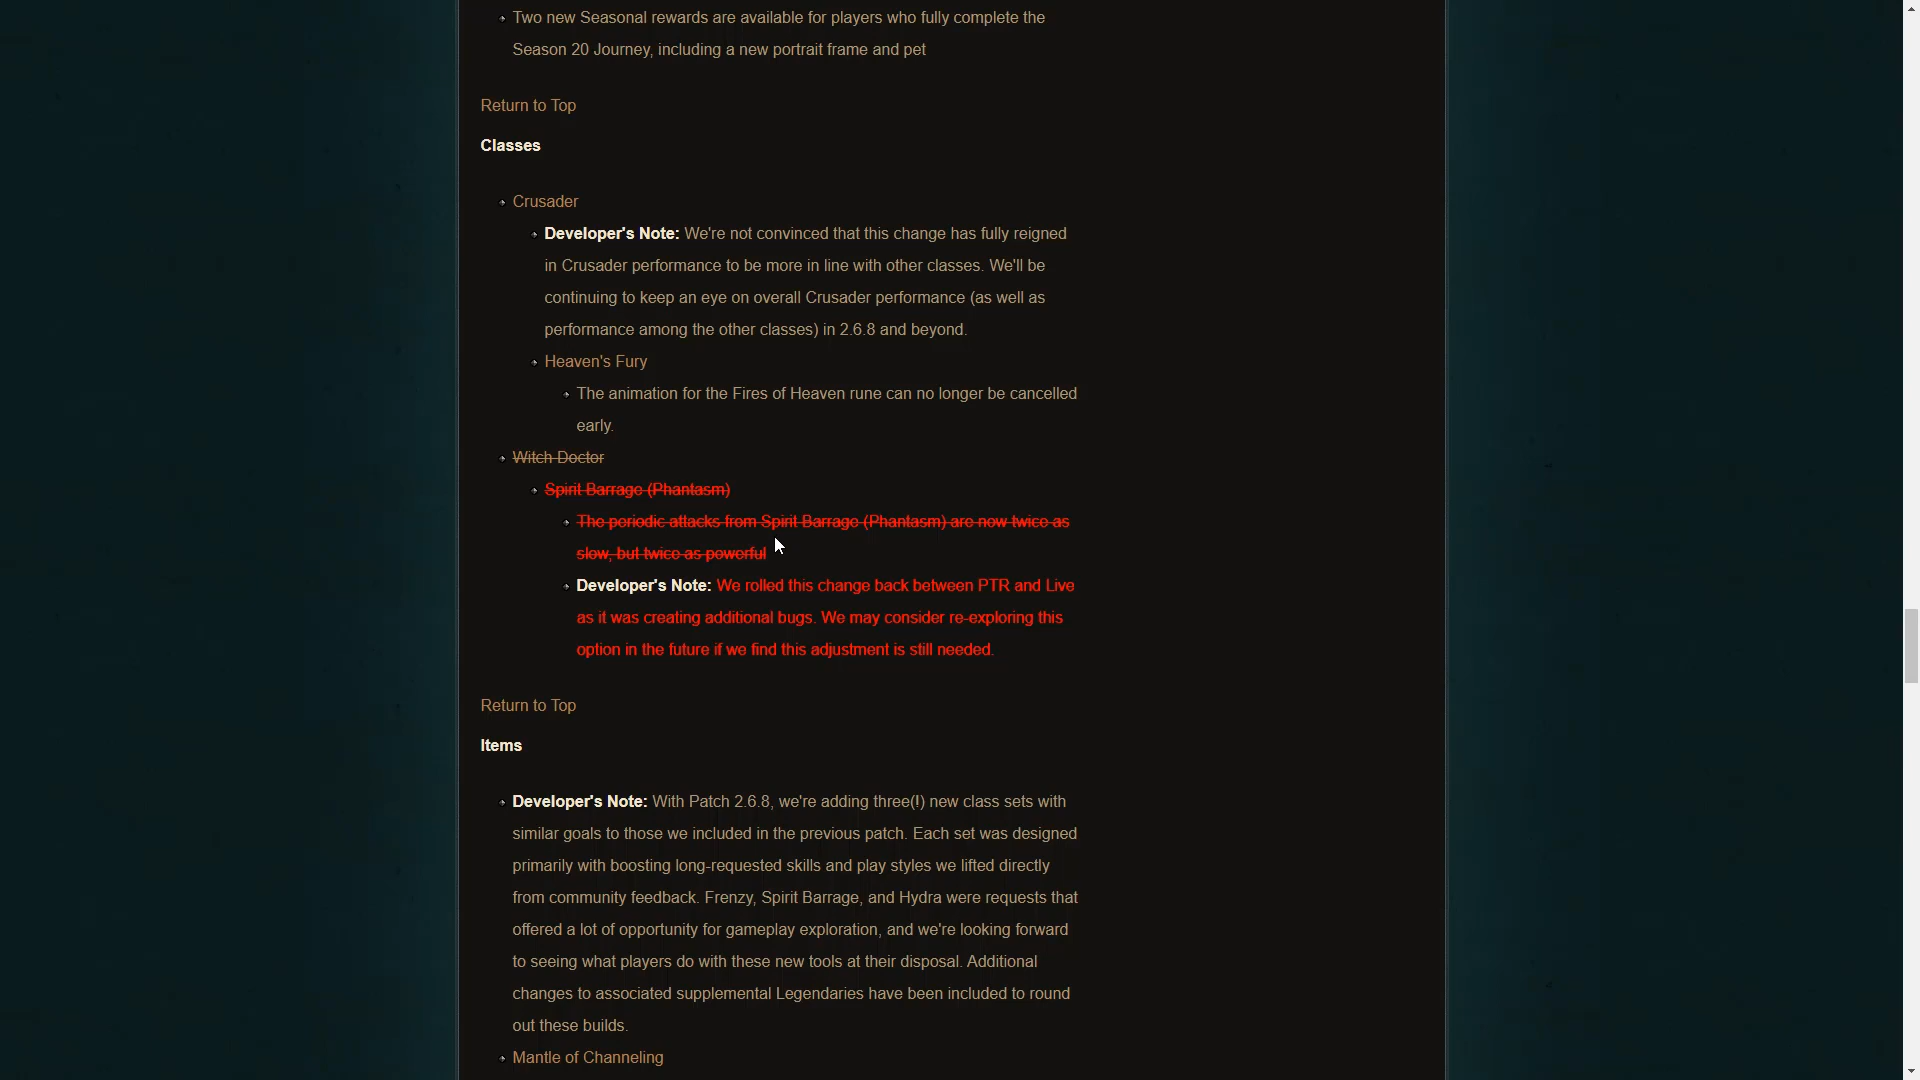 Two new Seasonal rewards are available for players who fully complete the
Season 20 Journey, including a new portrait frame and pet
Return to Top
Classes
Crusader
Developer's Note: We're not convinced that this change has fully reigned
in Crusader performance to be more in line with other classes. We'll be
continuing to keep an eye on overall Crusader performance (as well as
performance among the other classes) in 2.6.8 and beyond.
Heaven's Fury
The animation for the Fires of Heaven rune can no longer be cancelled
early.
Witch Doctor
Spirit Barrage (Phantasm)
The periodic attacks from Spirit Barrage (Phantasm) are now twice as
slow, but twice as powerful
Developer's Note: We rolled this change back between PTR and Live
as it was creating additional bugs. We may consider re-exploring this
option in the future if we find this adjustment is still needed.
Return to Top
Items
Developer's Note: With Patch 2.6.8, we're adding three(!) new class sets with
similar goals to those we included in the previous patch. Each set was designed
primarily with boosting long-requested skills and play styles we lifted directly
from community feedback. Frenzy, Spirit Barrage, and Hydra were requests that
offered a lot of opportunity for gameplay exploration, and we're looking forward
to seeing what players do with these new tools at their disposal. Additional
changes to associated supplemental Legendaries have been included to round
out these builds.
Mantle of Channeling